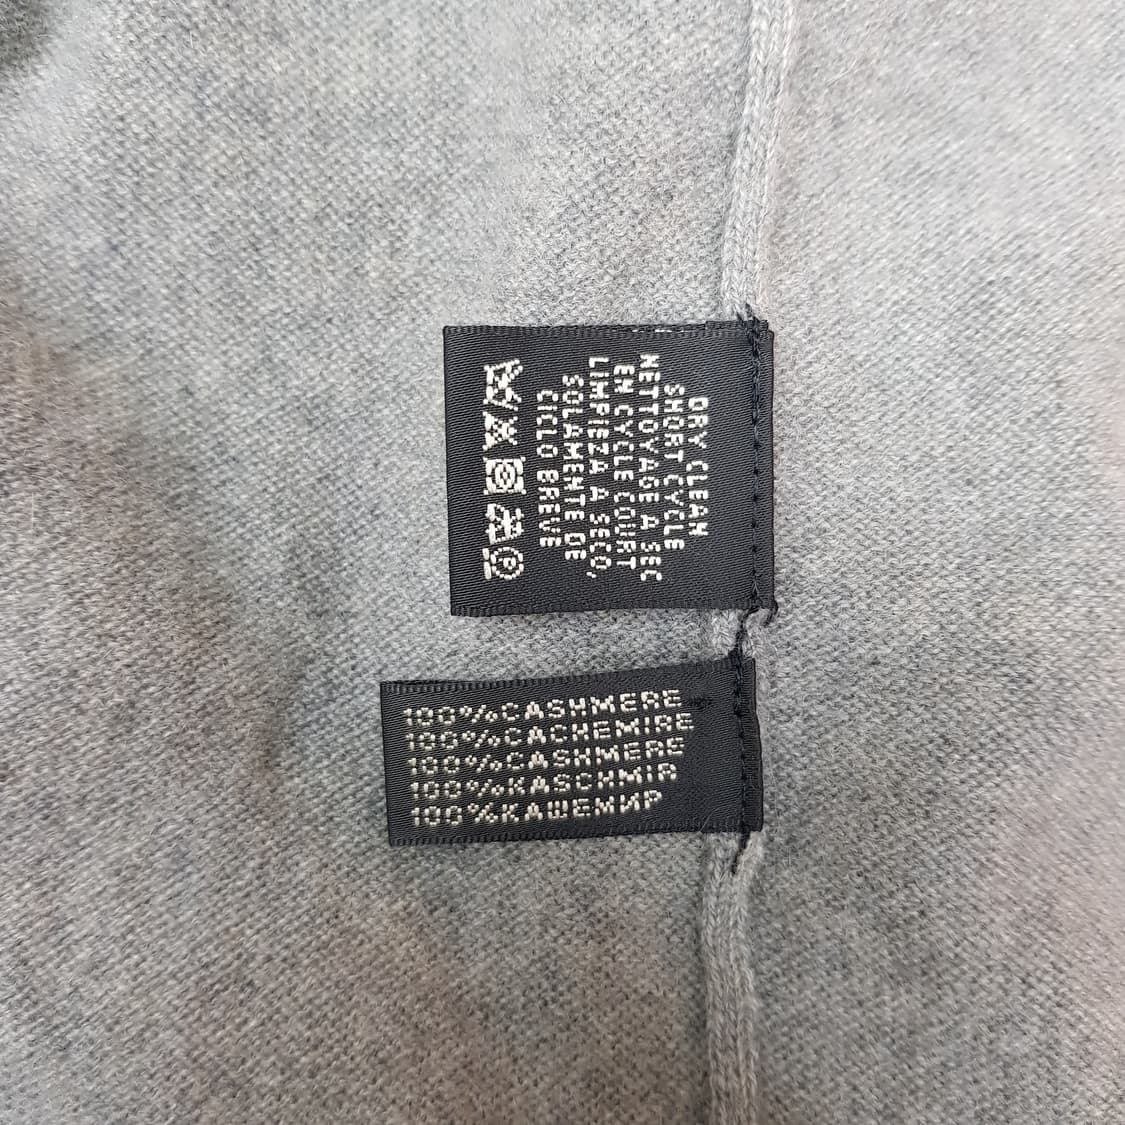 DRY CLEAN
SHORT CYCLE
NETTOYAGE A SEC
EN CYCLE COURT
LIMPIEZA A SECO,
SOLAMENTE DE
CICLO BREVE
P
100%CASHMERE
100%CACHEMIRE
100%CASHMERE
100%KASCHMIR
100%КАШЕМИР